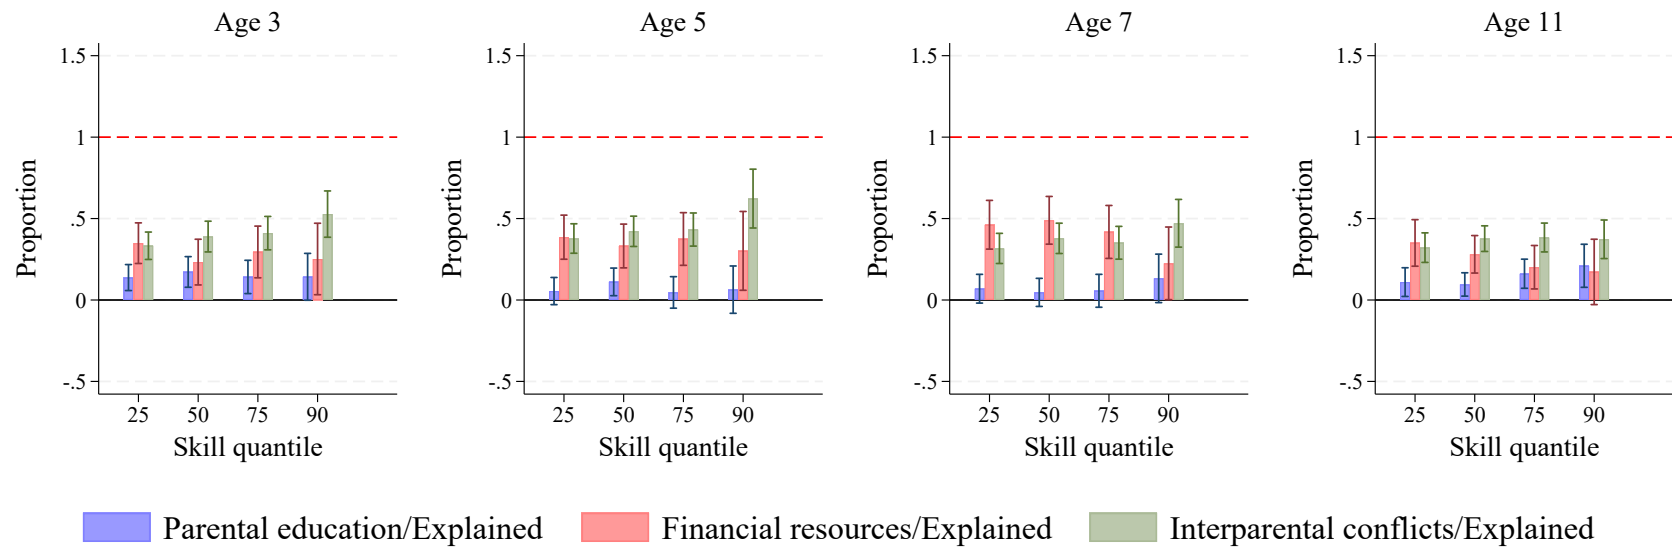 Age 3
1.5
1
.5
0
-.5
Proportion
25 50 75 90
Skill quantile
Age 5
1.5
1
.5
0
-.5
Proportion
25 50 75 90
Skill quantile
Age 7
1.5
1
.5
0
-.5
Proportion
25 50 75 90
Skill quantile
Age 11
1.5
1
.5
0
-.5
Proportion
25 50 75 90
Skill quantile
Parental education/Explained Financial resources/Explained Interparental conflicts/Explained